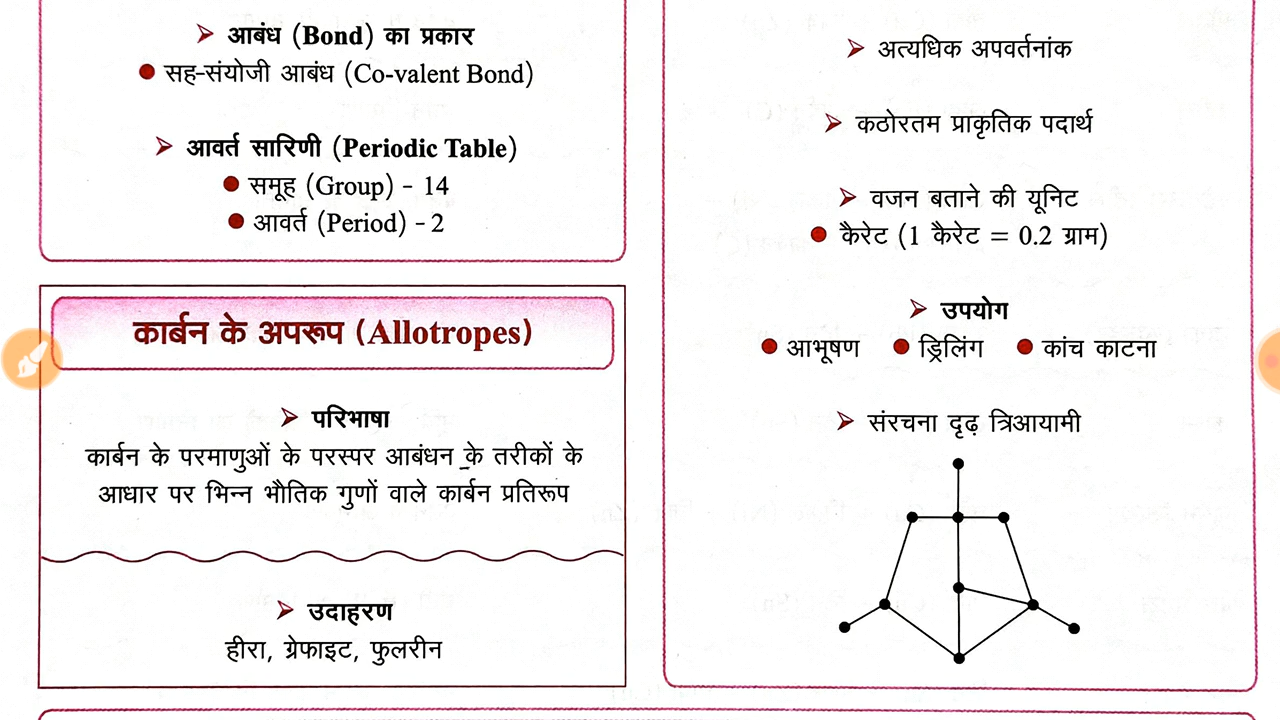 आबंध (Bond) का प्रकार
सह-संयोजी आबंध (Co-valent Bond)
आवर्त सारिणी (Periodic Table)
समूह (Group) - 14
आवर्त (Period) - 2
कार्बन के अपरूप (Allotropes)
परिभाषा
कार्बन के परमाणुओं के परस्पर आबंधन के तरीकों के
आधार पर भिन्न भौतिक गुणों वाले कार्बन प्रतिरूप
उदाहरण
हीरा, ग्रेफाइट, फुलरीन
अत्यधिक अपवर्तनांक
कठोरतम प्राकृतिक पदार्थ
वजन बताने की यूनिट
कैरेट (1 कैरेट = 0.2 ग्राम)
उपयोग
आभूषण ड्रिलिंग कांच काटना
संरचना दृढ़ त्रिआयामी